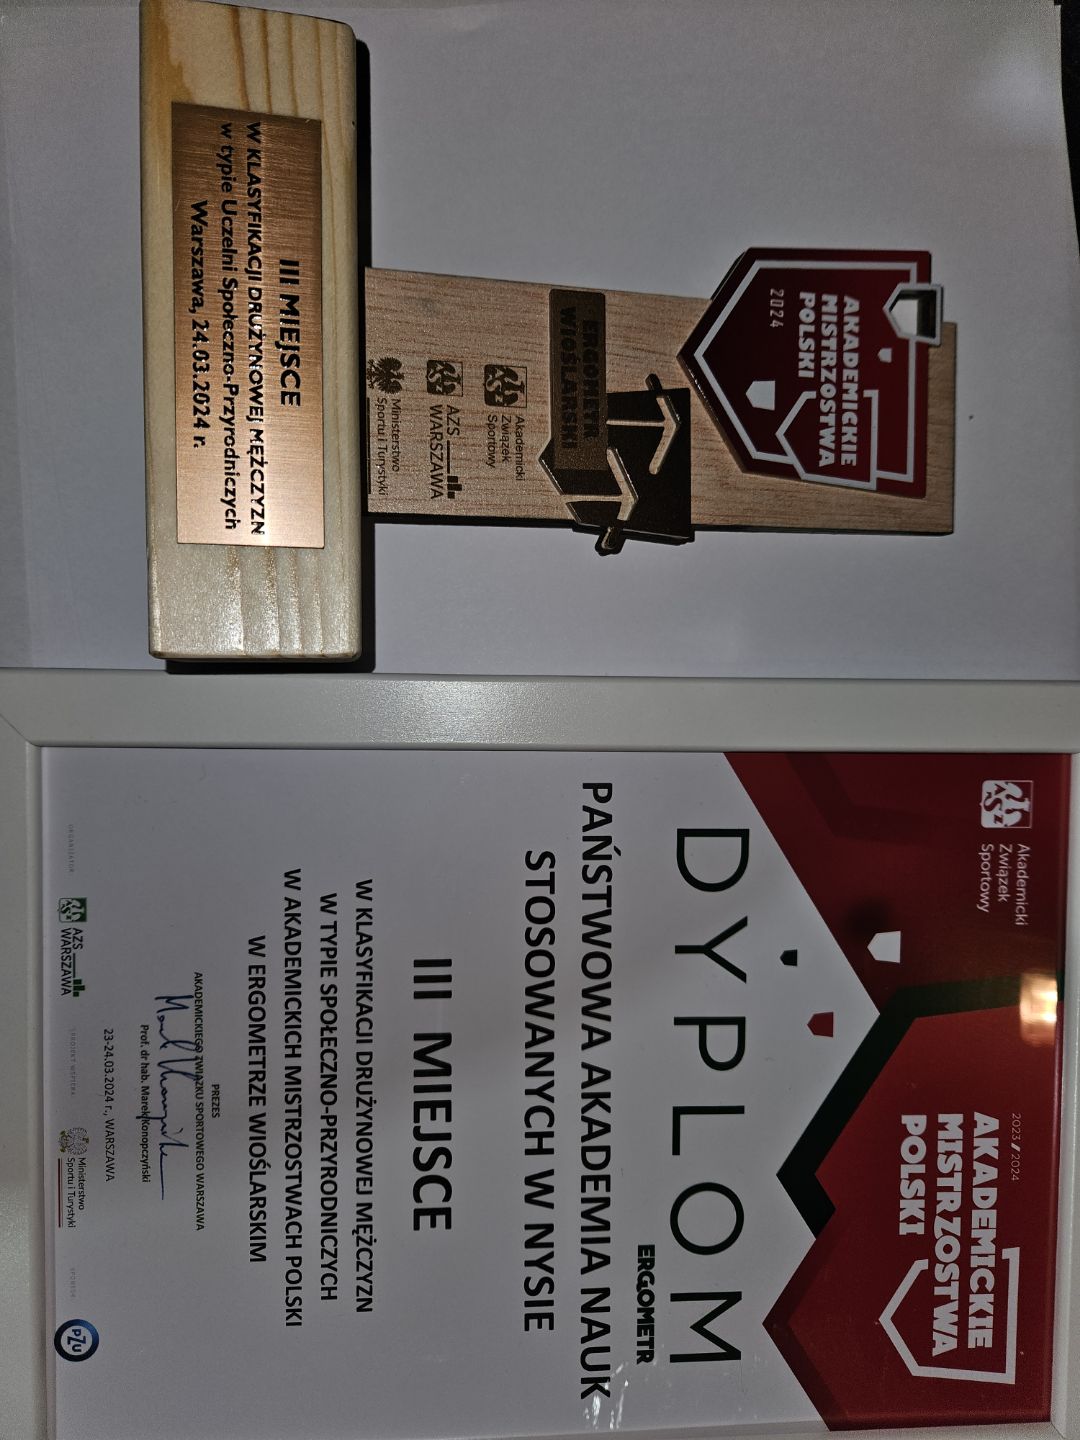 AKADEMICKIE
MISTRZOSTWA
POLSKI
2024
ERGOMETR
WIOŚLARSKI
Akademicki
Związek
Sportowy
AZS
WARSZAWA
Ministerstwo
Sportu i Turystyki
III MIEJSCE
W KLASYFIKACJI DRUŻYNOWEJ MĘŻCZYZN
w typie Uczelni Społeczno-Przyrodniczych
Warszawa, 24.03.2024 r.
AZS
Akademicki
Związek
Sportowy
2023 / 2024
AKADEMICKIE
MISTRZOSTWA
POLSKI
DYPLOM
ERGOMETR
PAŃSTWOWA AKADEMIA NAUK
STOSOWANYCH W NYSIE
III MIEJSCE
W KLASYFIKACJI DRUŻYNOWEJ MĘŻCZYZN
W TYPIE SPOŁECZNO-PRZYRODNICZYCH
W AKADEMICKICH MISTRZOSTWACH POLSKI
W ERGOMETRZE WIOŚLARSKIM
PREZES
AKADEMICKIEGO ZWIĄZKU SPORTOWEGO WARSZAWA
Prof. dr hab. Marek Konopczyński
23-24.03.2024 r., WARSZAWA
ORGANIZATOR
AZS
WARSZAWA
PROJEKT WSPIERA
Ministerstwo
Sportu i Turystyki
SPONSOR
PZU